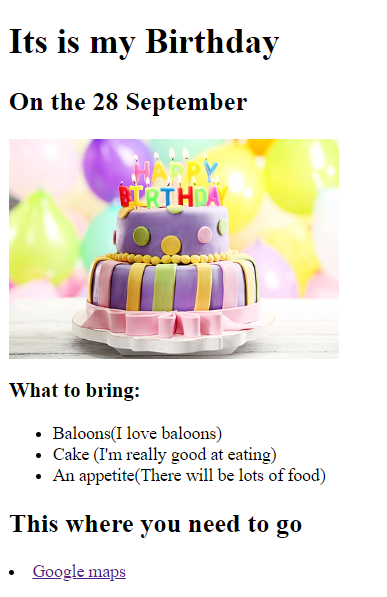 Its is my Birthday
On the 28 September
HAPPY
BIRTHDAY
What to bring:
Baloons(I love baloons)
Cake (I'm really good at eating)
An appetite(There will be lots of food)
This where you need to go
Google maps